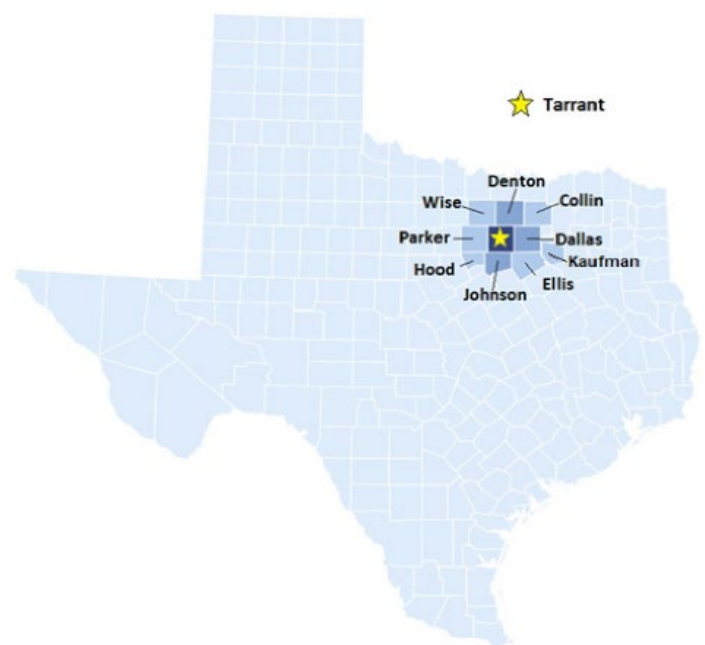 Tarrant
Denton
Wise
Collin
Parker
Dallas
Kaufman
Hood
Ellis
Johnson